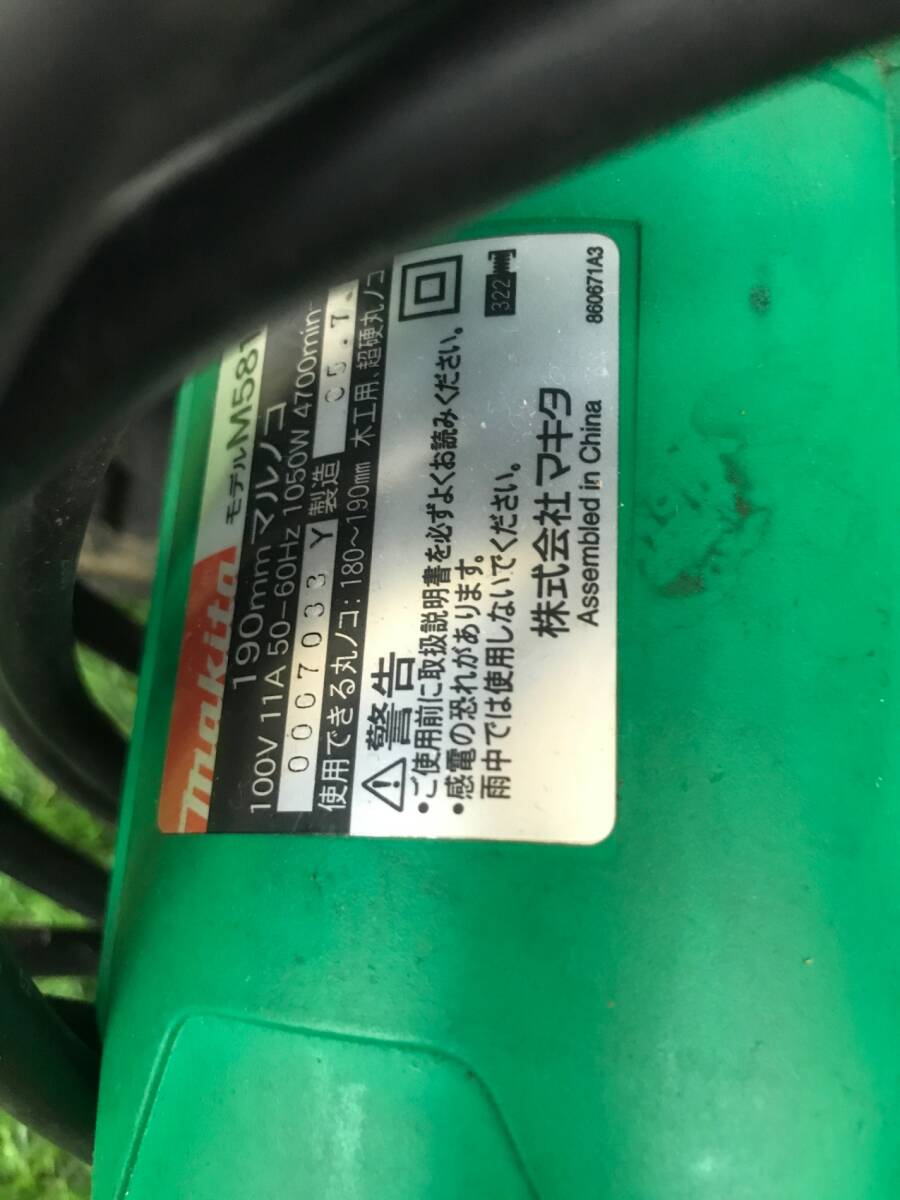 makita
モデルM581
190mmマルノコ
100V 11A 50-60Hz 1050W 4700min-
0007033 Y 製造 05.7.
使用できる丸ノコ: 180～190mm 木工用、超硬丸ノコ
警告
•ご使用前に取扱説明書を必ずよくお読みください。
•感電の恐れがあります。
雨中では使用しないでください。
株式会社マキタ
Assembled in China
322
860671A3